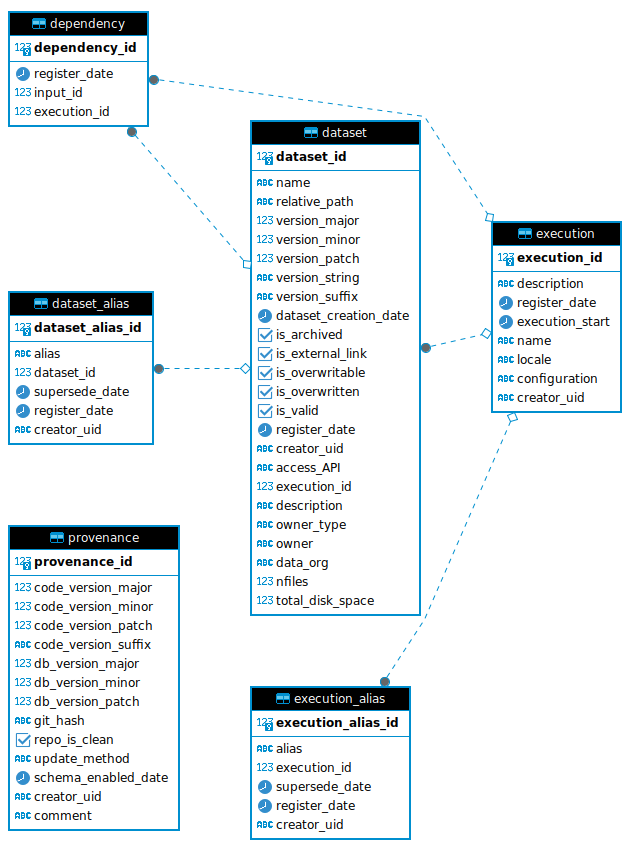 dependency
123 dependency_id
register_date
123 input_id
123 execution_id
dataset
123 dataset_id
ABC name
ABC relative_path
123 version_major
123 version_minor
123 version_patch
ABC version_string
ABC version_suffix
dataset_creation_date
is_archived
is_external_link
is_overwritable
is_overwritten
is_valid
register_date
ABC creator_uid
ABC access_API
123 execution_id
ABC description
ABC owner_type
ABC owner
ABC data_org
123 nfiles
123 total_disk_space
execution
123 execution_id
ABC description
register_date
execution_start
ABC name
ABC locale
ABC configuration
ABC creator_uid
dataset_alias
123 dataset_alias_id
ABC alias
123 dataset_id
supersede_date
register_date
ABC creator_uid
provenance
123 provenance_id
123 code_version_major
123 code_version_minor
123 code_version_patch
ABC code_version_suffix
123 db_version_major
123 db_version_minor
123 db_version_patch
ABC git_hash
repo_is_clean
ABC update_method
schema_enabled_date
ABC creator_uid
ABC comment
execution_alias
123 execution_alias_id
ABC alias
123 execution_id
supersede_date
register_date
ABC creator_uid